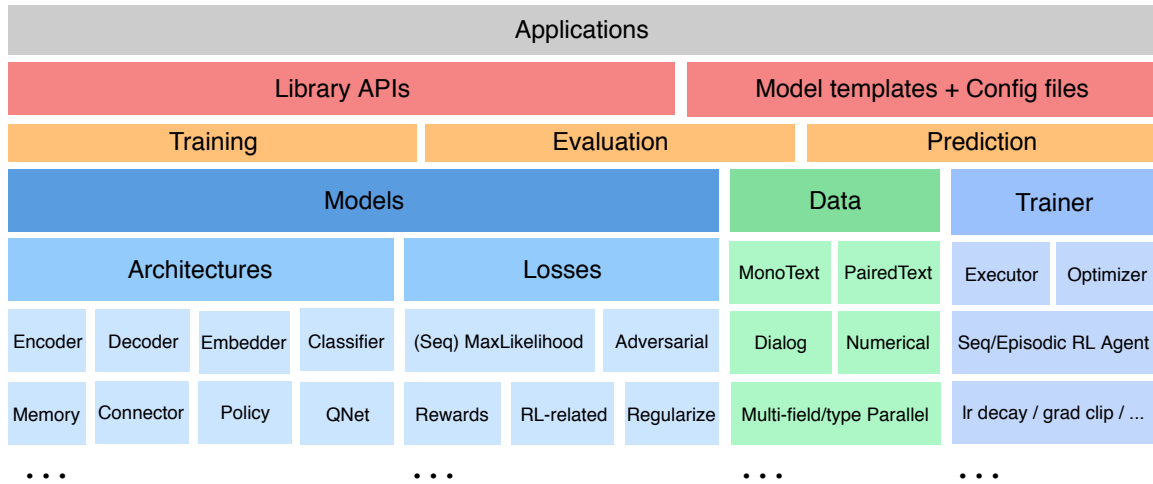 Applications
Library APIs
Model templates + Config files
Training
Evaluation
Prediction
Models
Data
Trainer
Architectures
Losses
MonoText
PairedText
Executor
Optimizer
Encoder
Decoder
Embedder
Classifier
(Seq) MaxLikelihood
Adversarial
Dialog
Numerical
Seq/Episodic RL Agent
Memory
Connector
Policy
QNet
Rewards
RL-related
Regularize
Multi-field/type Parallel
lr decay / grad clip / ...
...
...
...
...